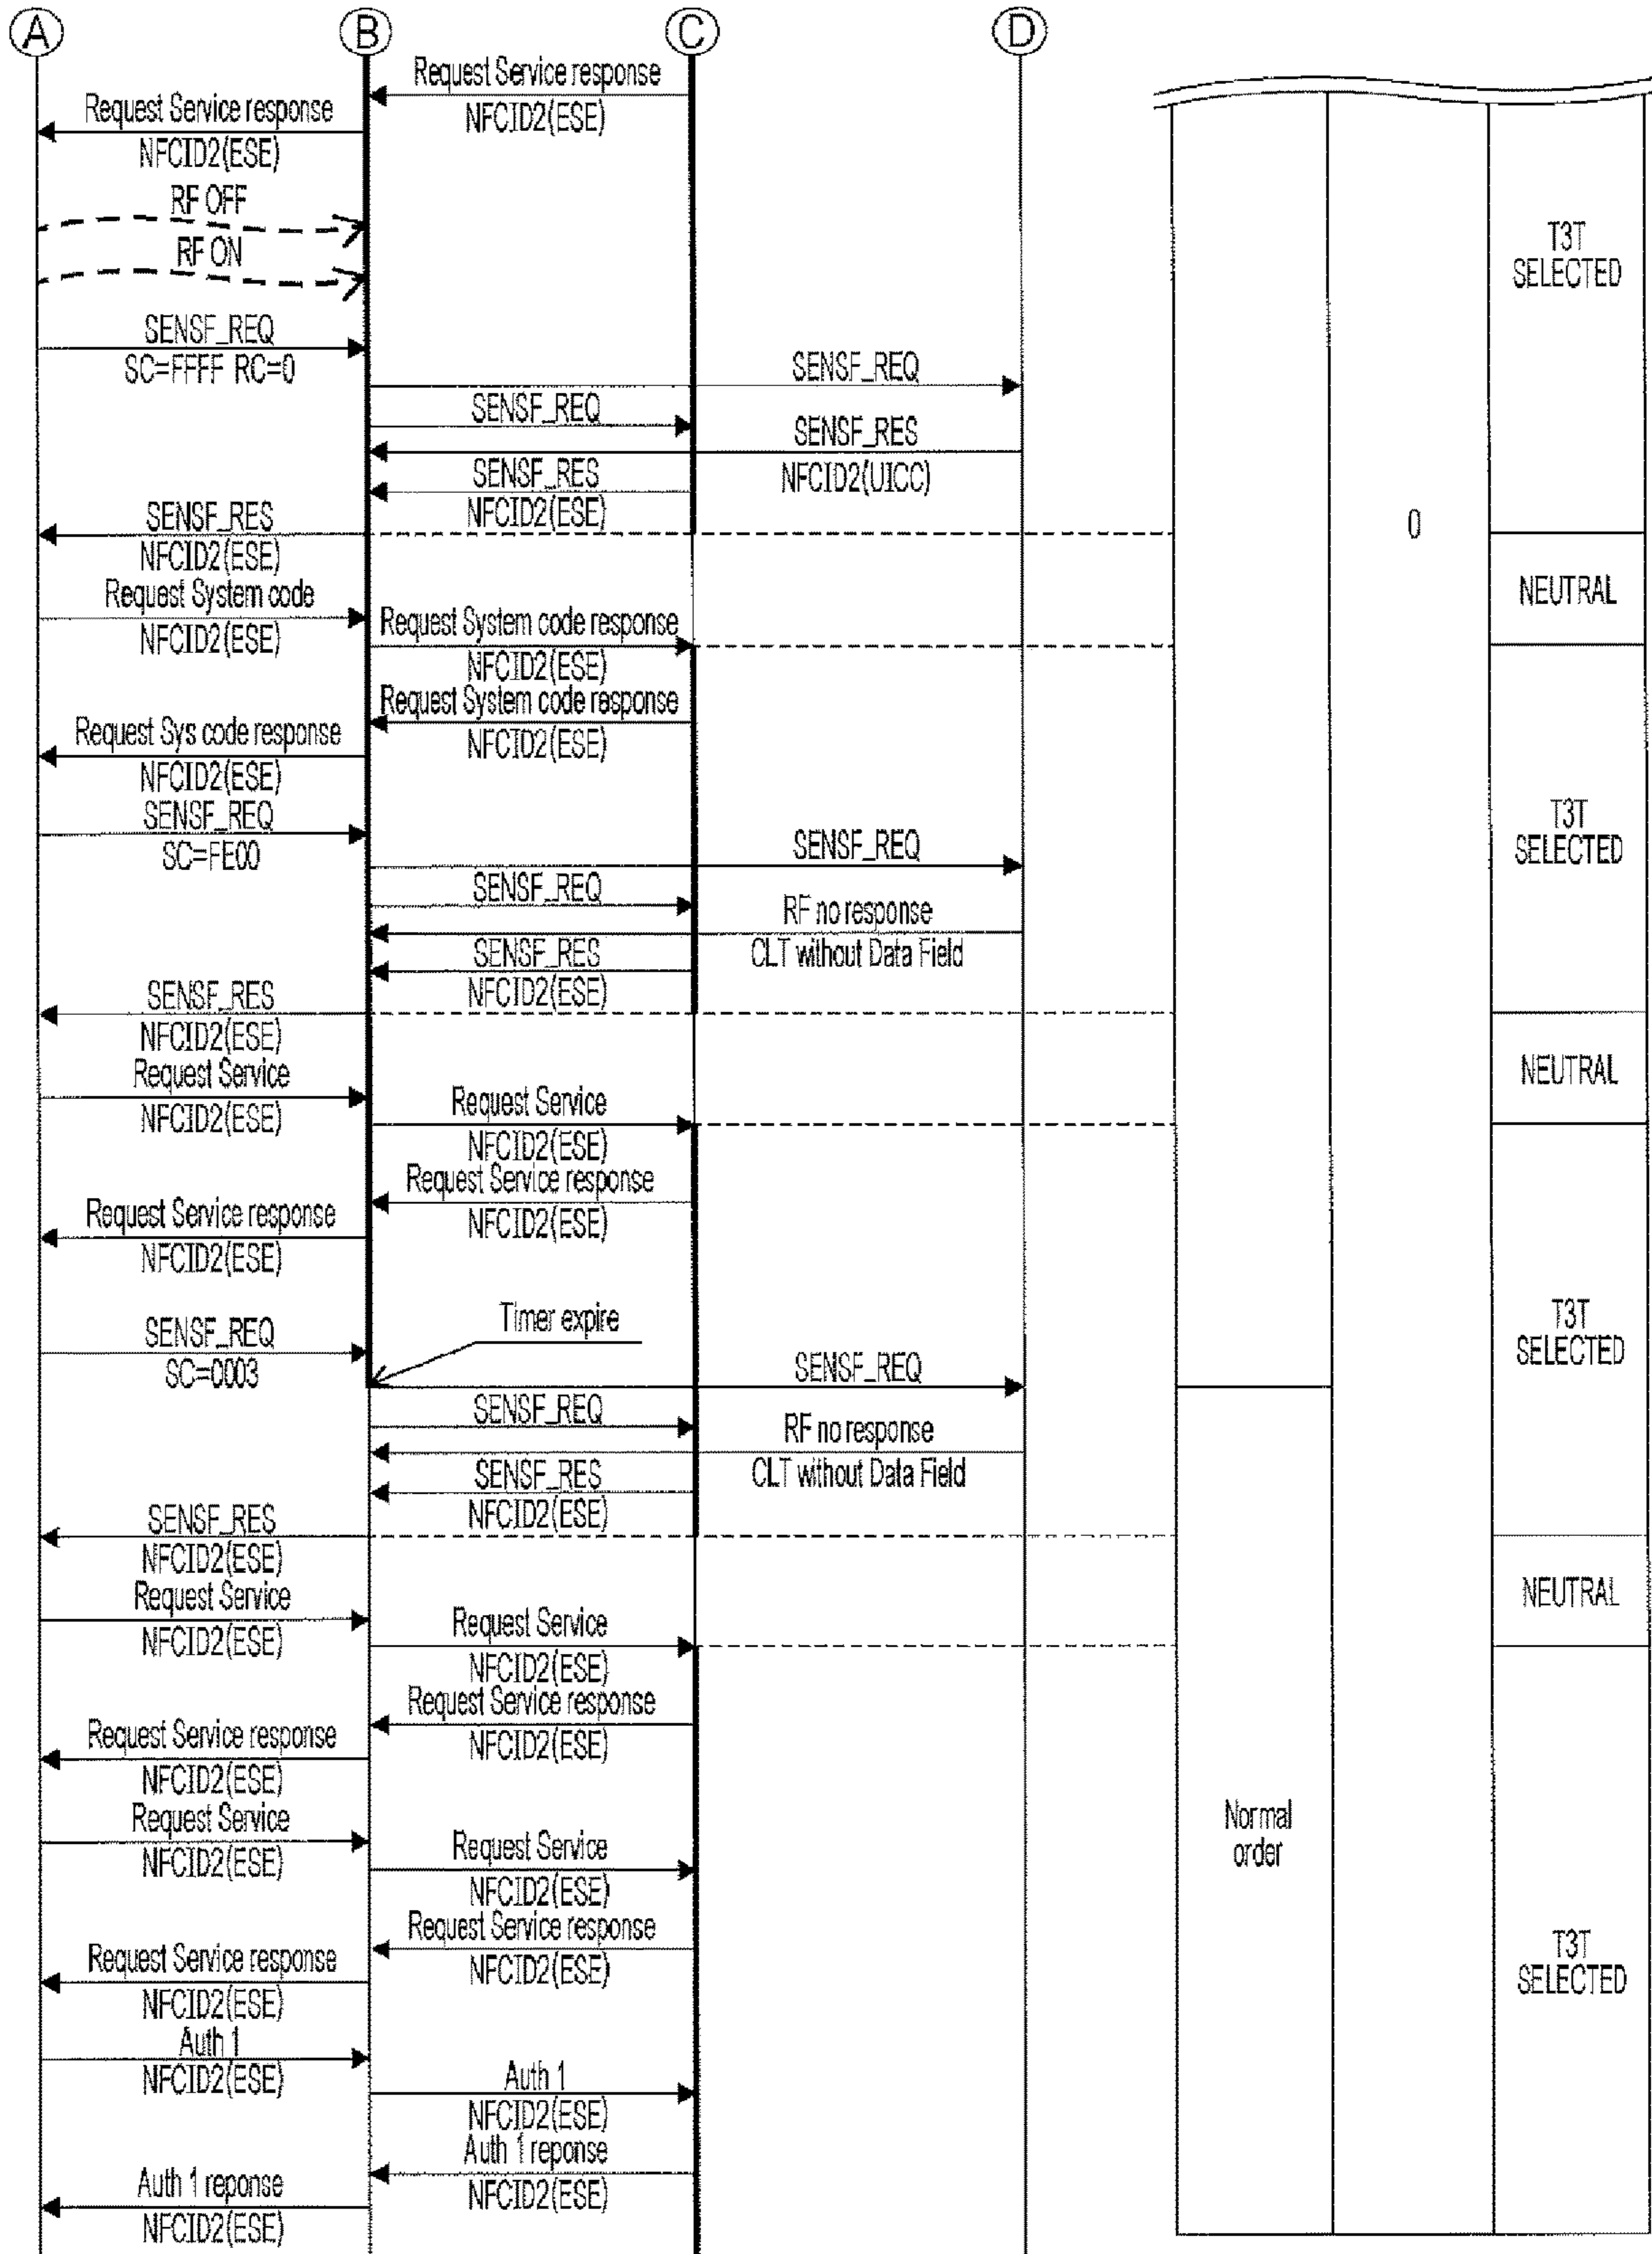 A
B
C
D
Request Service response
NFCID2(ESE)
Request Service response
NFCID2(ESE)
RF OFF
RF ON
SENSF_REQ
SC=FFFF RC=0
SENSF_REQ
SENSF_REQ
SENSF_RES
NFCID2(UICC)
SENSF_RES
NFCID2(ESE)
SENSF_RES
NFCID2(ESE)
Request System code
NFCID2(ESE)
Request System code response
NFCID2(ESE)
Request System code response
NFCID2(ESE)
Request Sys code response
NFCID2(ESE)
SENSF_REQ
SC=FE00
SENSF_REQ
SENSF_REQ
RF no response
CLT without Data Field
SENSF_RES
NFCID2(ESE)
SENSF_RES
NFCID2(ESE)
Request Service
NFCID2(ESE)
Request Service
NFCID2(ESE)
Request Service response
NFCID2(ESE)
Request Service response
NFCID2(ESE)
Timer expire
SENSF_REQ
SC=0003
SENSF_REQ
SENSF_REQ
RF no response
CLT without Data Field
SENSF_RES
NFCID2(ESE)
SENSF_RES
NFCID2(ESE)
Request Service
NFCID2(ESE)
Request Service
NFCID2(ESE)
Request Service response
NFCID2(ESE)
Request Service response
NFCID2(ESE)
Request Service
NFCID2(ESE)
Request Service
NFCID2(ESE)
Request Service response
NFCID2(ESE)
Request Service response
NFCID2(ESE)
Auth 1
NFCID2(ESE)
Auth 1
NFCID2(ESE)
Auth 1 reponse
NFCID2(ESE)
Auth 1 reponse
NFCID2(ESE)
Normal
order
0
T3T
SELECTED
NEUTRAL
T3T
SELECTED
NEUTRAL
T3T
SELECTED
NEUTRAL
T3T
SELECTED